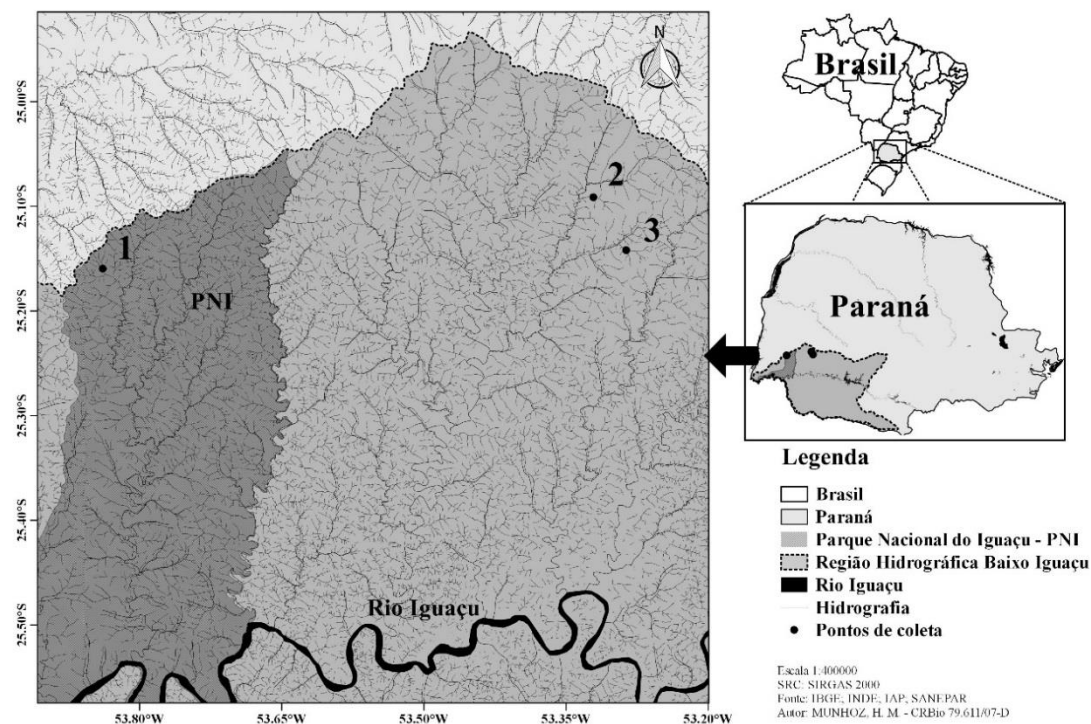 25.00°S
25.10°S
25.20°S
25.30°S
25.40°S
25.50°S
N
1
2
3
PNI
Rio Iguaçu
53.80°W
53.65°W
53.50°W
53.35°W
53.20°W
Brasil
Paraná
Legenda
Brasil
Paraná
Parque Nacional do Iguaçu - PNI
Região Hidrográfica Baixo Iguaçu
Rio Iguaçu
Hidrografia
Pontos de coleta
Escala 1:400000
SRC: SIRGAS 2000
Fonte: IBGE; INDE; IAP; SANEPAR
Autor: MUNHOZ, H. M. - CRBio 79.611/07-D